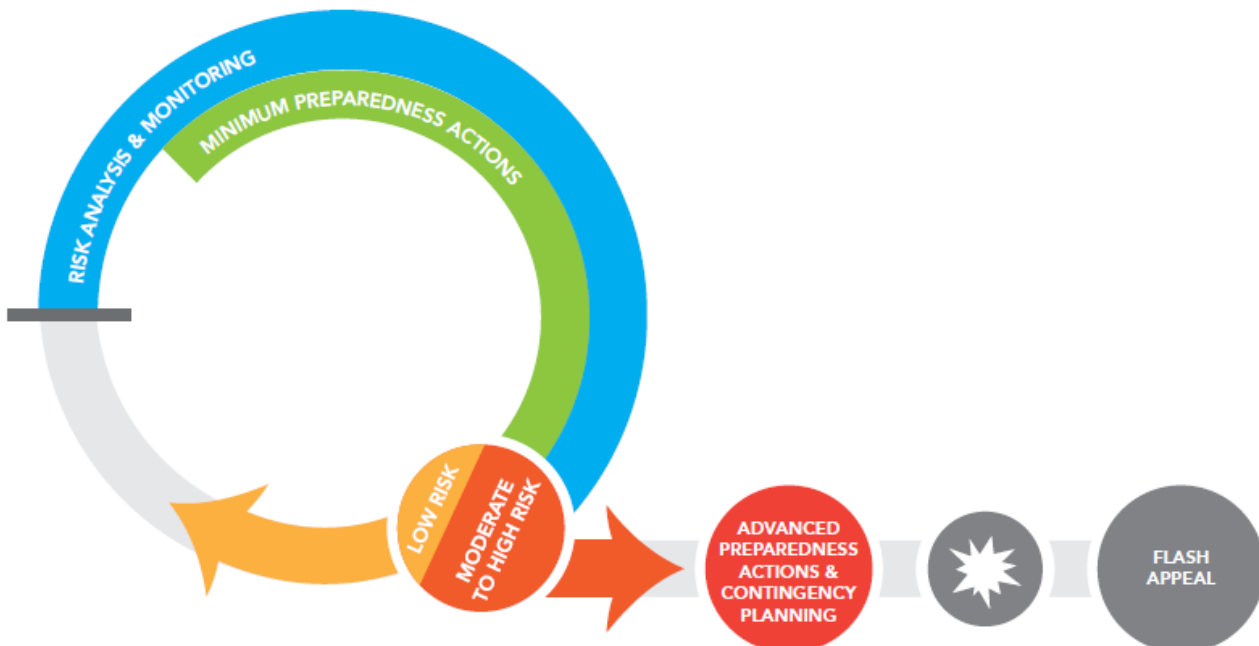 RISK ANALYSIS & MONITORING
MINIMUM PREPAREDNESS ACTIONS
LOW RISK
MODERATE
TO HIGH RISK
ADVANCED
PREPAREDNESS
ACTIONS &
CONTINGENCY
PLANNING
FLASH
APPEAL